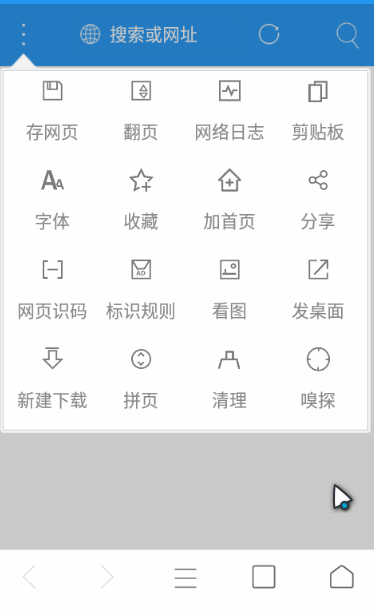 搜索或网址
存网页 翻页 网络日志 剪贴板
字体 收藏 加首页 分享
网页识码 标识规则 看图 发桌面
新建下载 拼页 清理 嗅探